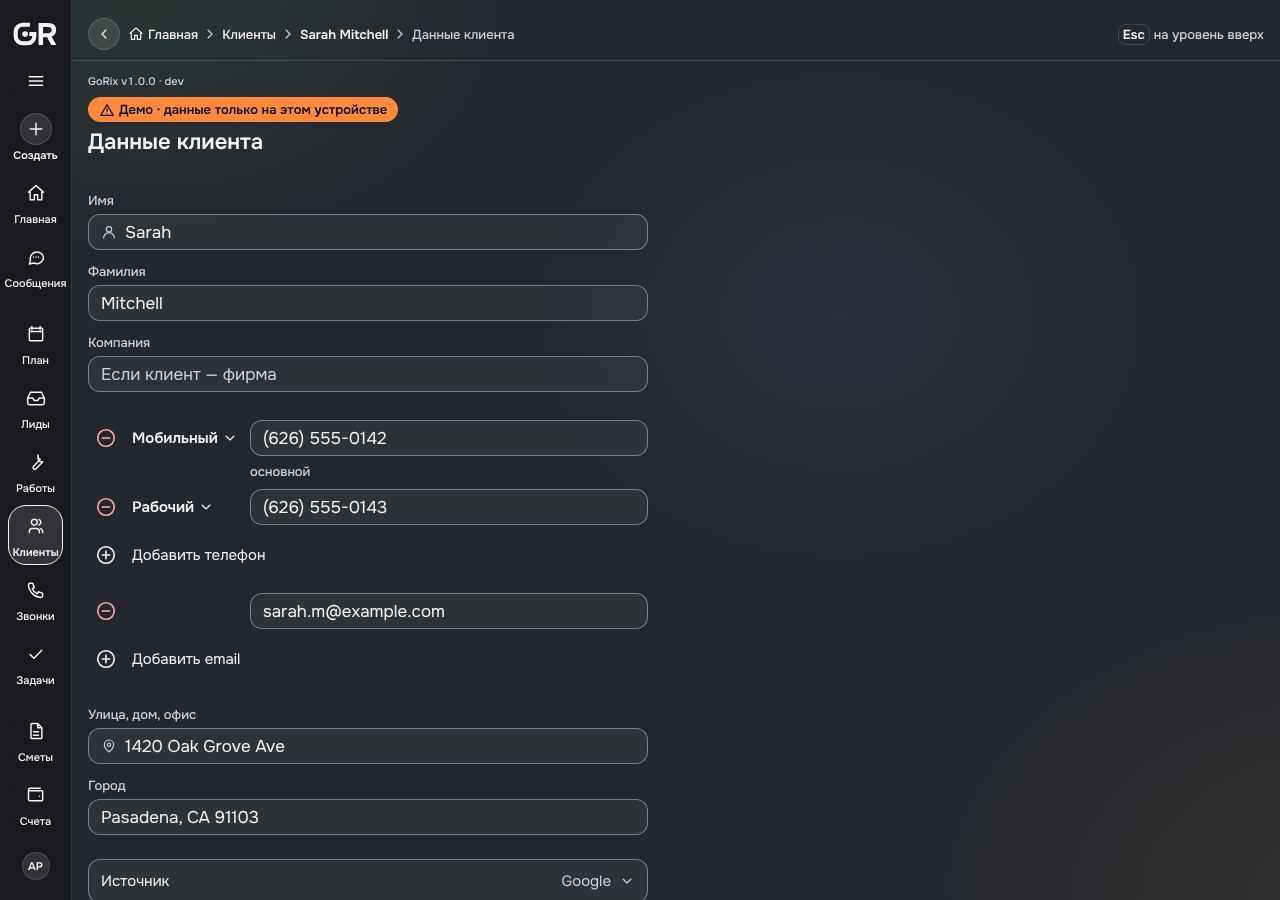 GR
Создать
Главная
Сообщения
План
Лиды
Работы
Клиенты
Звонки
Задачи
Сметы
Счета
AP
Главная > Клиенты > Sarah Mitchell > Данные клиента
Esc на уровень вверх
GoRix v1.0.0 · dev
Демо · данные только на этом устройстве
Данные клиента
Имя
Sarah
Фамилия
Mitchell
Компания
Если клиент — фирма
Мобильный (626) 555-0142
основной
Рабочий (626) 555-0143
Добавить телефон
sarah.m@example.com
Добавить email
Улица, дом, офис
1420 Oak Grove Ave
Город
Pasadena, CA 91103
Источник Google